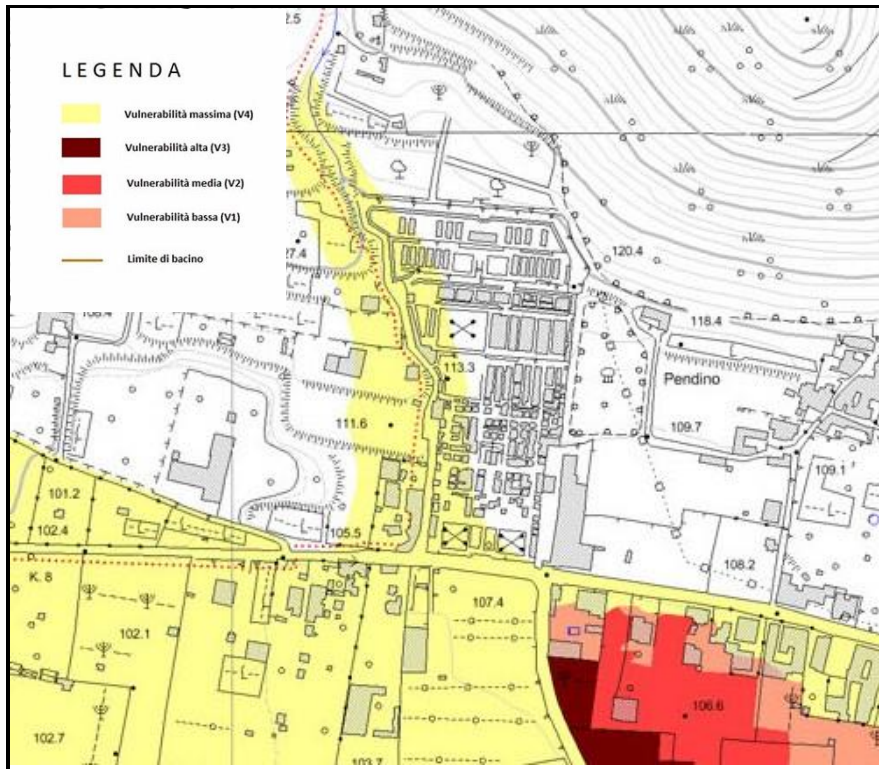 LEGENDA
Vulnerabilità massima (V4)
Vulnerabilità alta (V3)
Vulnerabilità media (V2)
Vulnerabilità bassa (V1)
Limite di bacino
120.4
118.4
113.3
Pendino
111.6
109.7
109.1
101.2
105.5
102.4
108.2
K. 8
107.4
102.1
106.6
102.7
103.7